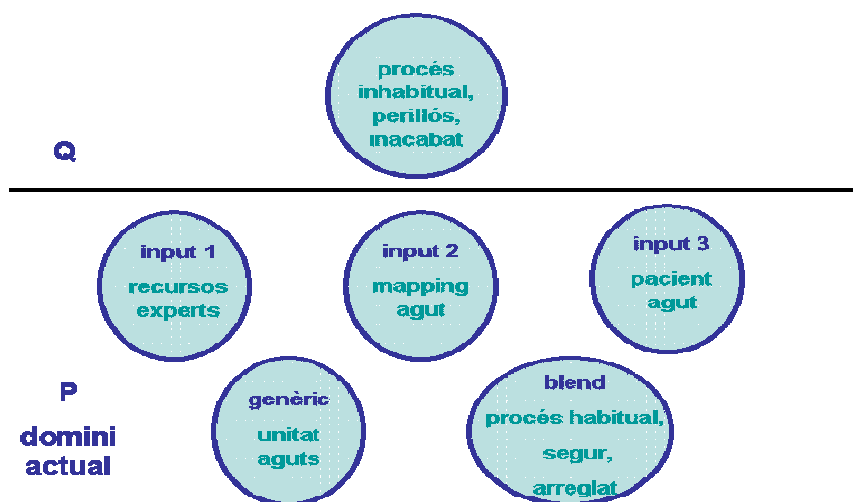 procés
inhabitual,
perillós,
inacabat
Q
input 1
recursos
experts
input 2
mapping
agut
input 3
pacient
agut
P
domini
actual
genèric
unitat
aguts
blend
procés habitual,
segur,
arreglat